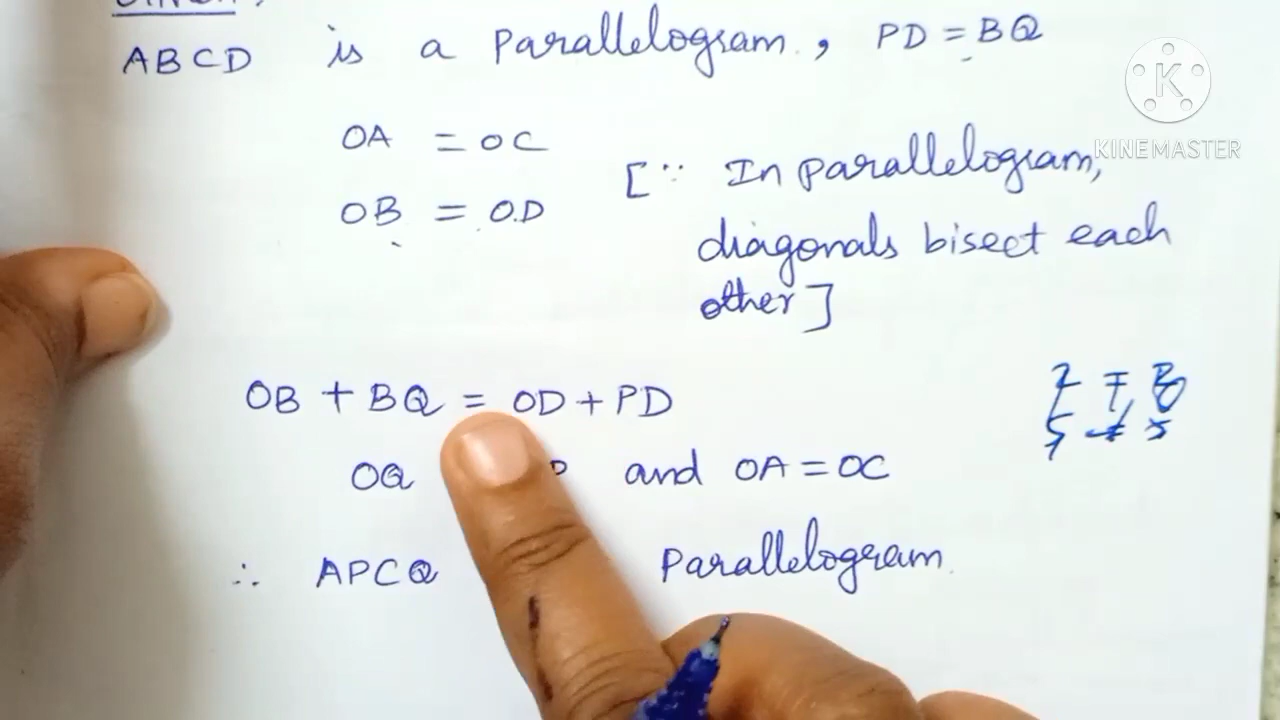 ABCD is a parallelogram, PD = BQ
OA = OC
OB = OD
[∵ In parallelogram,
diagonals bisect each
other]
OB + BQ = OD + PD
OQ and OA = OC
∴ APCQ Parallelogram.
K
KINEMASTER